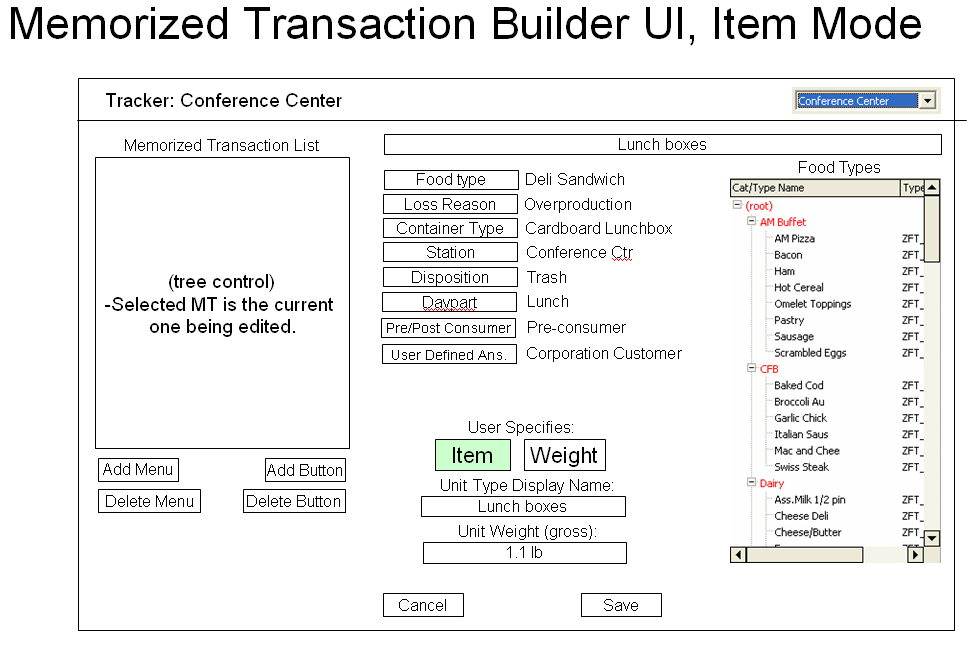 Memorized Transaction Builder UI, Item Mode
Tracker: Conference Center
Conference Center
Memorized Transaction List
(tree control)
-Selected MT is the current
one being edited.
Add Menu
Add Button
Delete Menu
Delete Button
Lunch boxes
Food type Deli Sandwich
Loss Reason Overproduction
Container Type Cardboard Lunchbox
Station Conference Ctr
Disposition Trash
Daypart Lunch
Pre/Post Consumer Pre-consumer
User Defined Ans. Corporation Customer
User Specifies:
Item Weight
Unit Type Display Name:
Lunch boxes
Unit Weight (gross):
1.1 lb
Cancel
Save
Food Types
Cat/Type Name Type
(root)
AM Buffet
AM Pizza ZFT_
Bacon ZFT_
Ham ZFT_
Hot Cereal ZFT_
Omelet Toppings ZFT_
Pastry ZFT_
Sausage ZFT_
Scrambled Eggs ZFT_
CFB
Baked Cod ZFT_
Broccoli Au ZFT_
Garlic Chick ZFT_
Italian Saus ZFT_
Mac and Chee ZFT_
Swiss Steak ZFT_
Dairy
Ass.Milk 1/2 pin ZFT_
Cheese Deli ZFT_
Cheese/Butter ZFT_